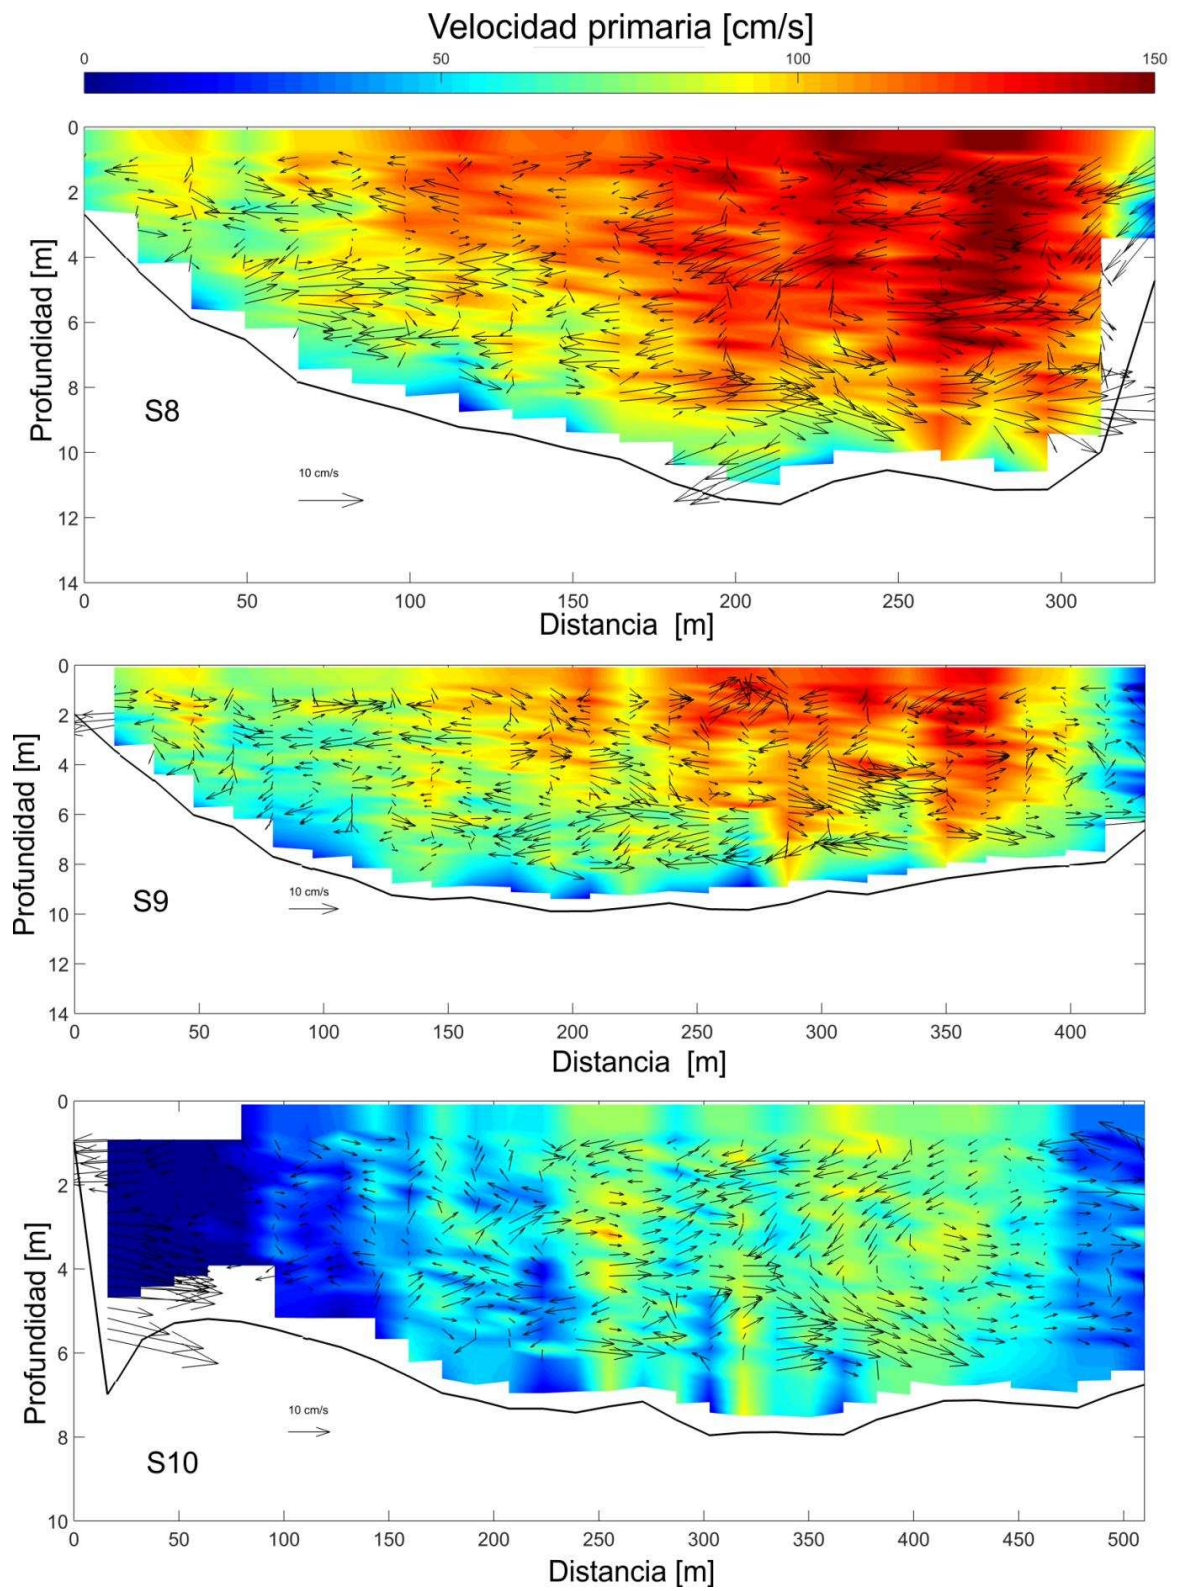 Velocidad primaria [cm/s]
0 50 100 150
0
2
4
6
8
10
12
14
Profundidad [m]
S8
10 cm/s
0 50 100 150 200 250 300
Distancia [m]
0
2
4
6
8
10
12
14
Profundidad [m]
S9
10 cm/s
0 50 100 150 200 250 300 350 400
Distancia [m]
0
2
4
6
8
10
Profundidad [m]
S10
10 cm/s
0 50 100 150 200 250 300 350 400 450 500
Distancia [m]